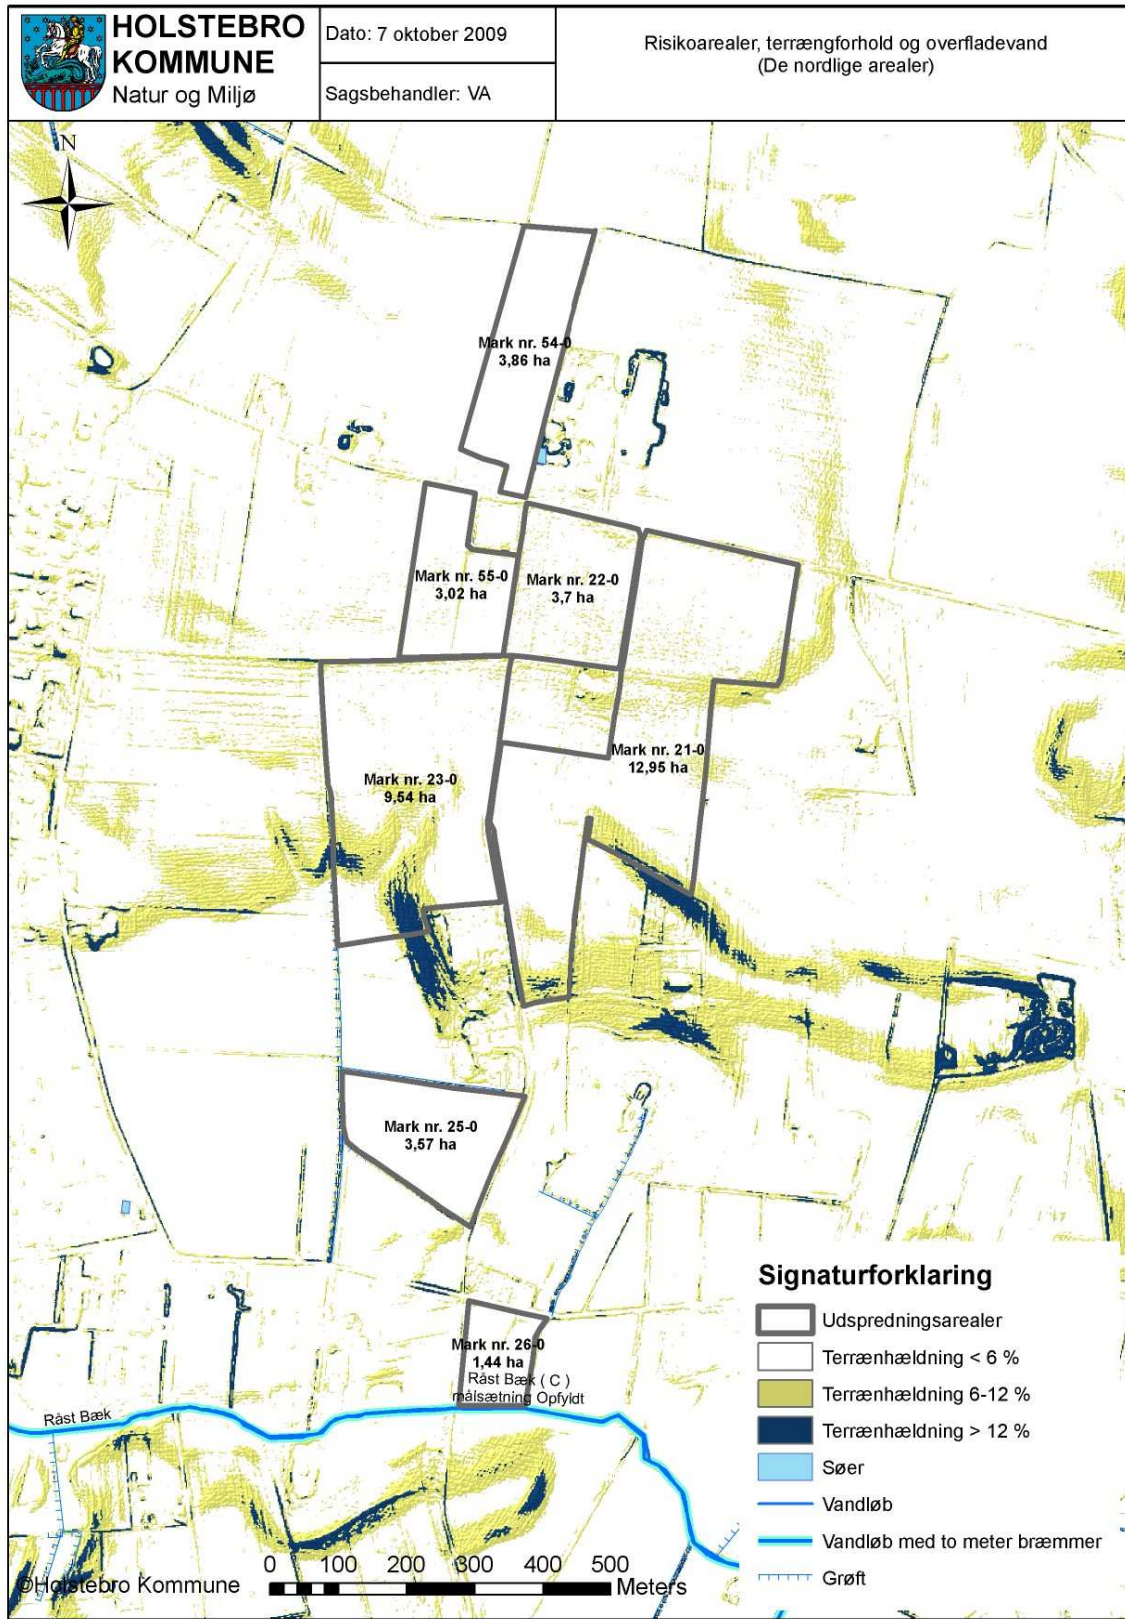 HOLSTEBRO
KOMMUNE
Natur og Miljø
Dato: 7 oktober 2009
Sagsbehandler: VA
Risikoarealer, terrængforhold og overfladevand
(De nordlige arealer)
N
Mark nr. 54-0
3,86 ha
Mark nr. 55-0
3,02 ha
Mark nr. 22-0
3,7 ha
Mark nr. 21-0
12,95 ha
Mark nr. 23-0
9,54 ha
Mark nr. 25-0
3,57 ha
Mark nr. 26-0
1,44 ha
Råst Bæk ( C )
målsætning Opfyldt
Råst Bæk
Signaturforklaring
Udspredningsarealer
Terrænhældning < 6 %
Terrænhældning 6-12 %
Terrænhældning > 12 %
Søer
Vandløb
Vandløb med to meter bræmmer
Grøft
0 100 200 300 400 500
Meters
©Holstebro Kommune